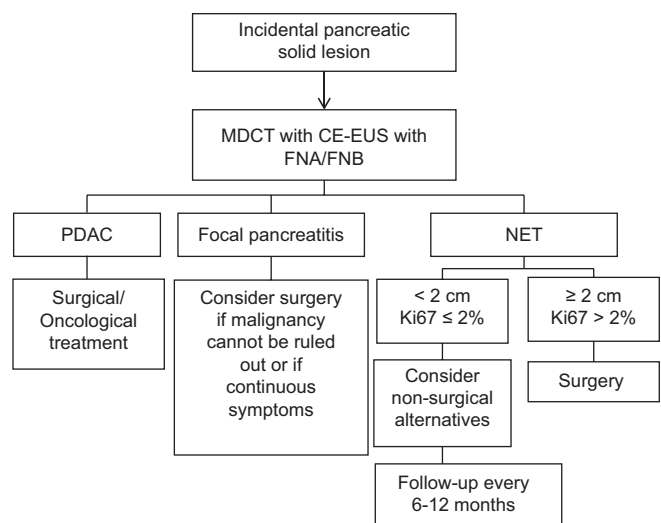 Incidental pancreatic
solid lesion
MDCT with CE-EUS with
FNA/FNB
PDAC
Focal pancreatitis
NET
Surgical/
Oncological
treatment
Consider surgery
if malignancy
cannot be ruled
out or if
continuous
symptoms
< 2 cm
Ki67 ≤ 2%
≥ 2 cm
Ki67 > 2%
Consider
non-surgical
alternatives
Surgery
Follow-up every
6-12 months